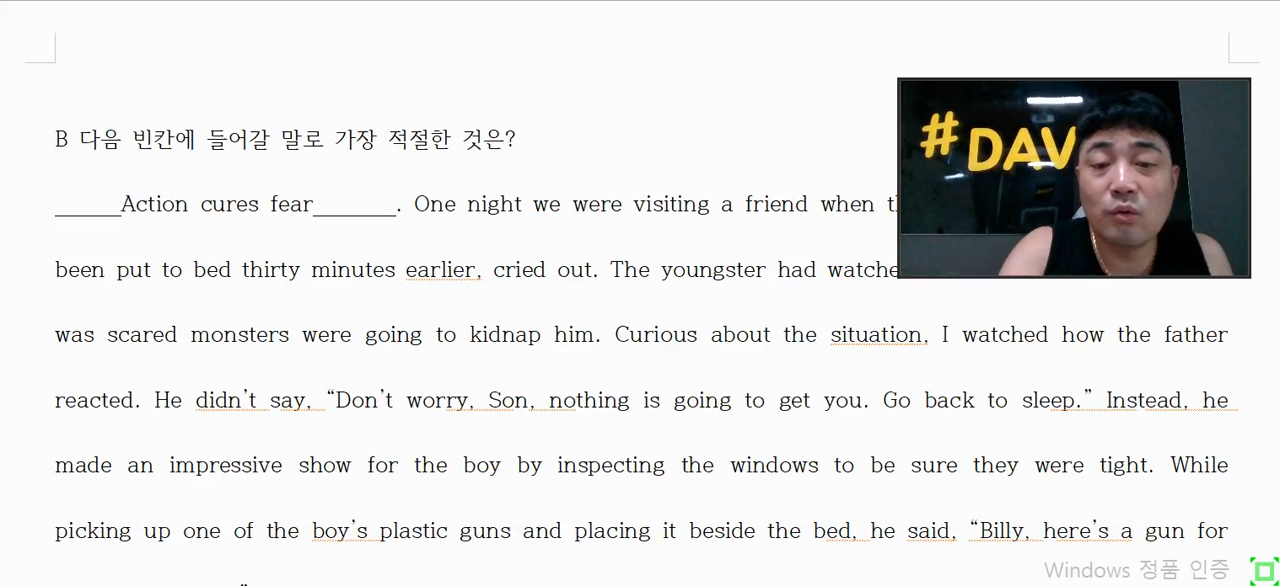 B 다음 빈칸에 들어갈 말로 가장 적절한 것은?
#DAV
______Action cures fear_______. One night we were visiting a friend when
been put to bed thirty minutes earlier, cried out. The youngster had watche
was scared monsters were going to kidnap him. Curious about the situation, I watched how the father
reacted. He didn't say, “Don't worry, Son, nothing is going to get you. Go back to sleep.” Instead, he
made an impressive show for the boy by inspecting the windows to be sure they were tight. While
picking up one of the boy's plastic guns and placing it beside the bed, he said, “Billy, here's a gun for
Windows 정품 인증